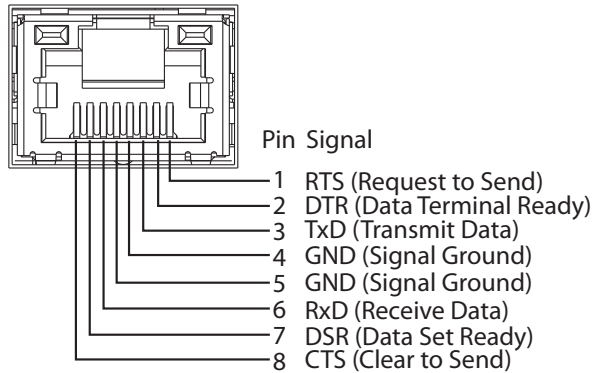 Pin Signal
1 RTS (Request to Send)
2 DTR (Data Terminal Ready)
3 TxD (Transmit Data)
4 GND (Signal Ground)
5 GND (Signal Ground)
6 RxD (Receive Data)
7 DSR (Data Set Ready)
8 CTS (Clear to Send)